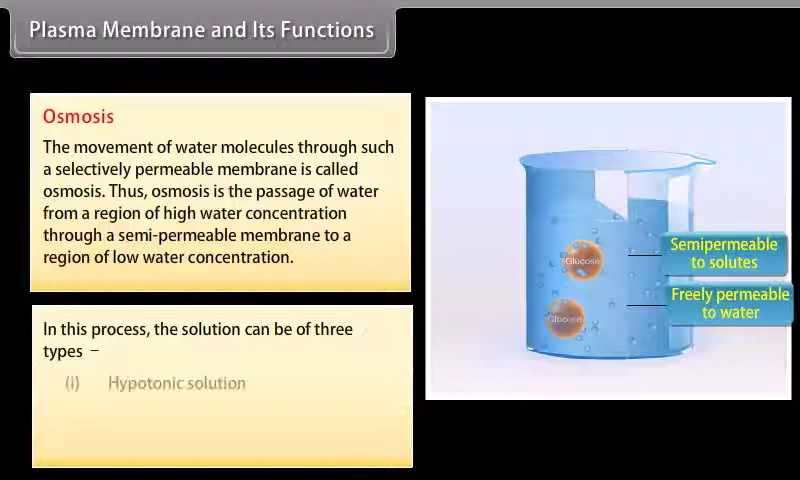 Plasma Membrane and Its Functions
Osmosis
The movement of water molecules through such
a selectively permeable membrane is called
osmosis. Thus, osmosis is the passage of water
from a region of high water concentration
through a semi-permeable membrane to a
region of low water concentration.
In this process, the solution can be of three
types –
(i) Hypotonic solution
Glucose
Glucose
Semipermeable
to solutes
Freely permeable
to water